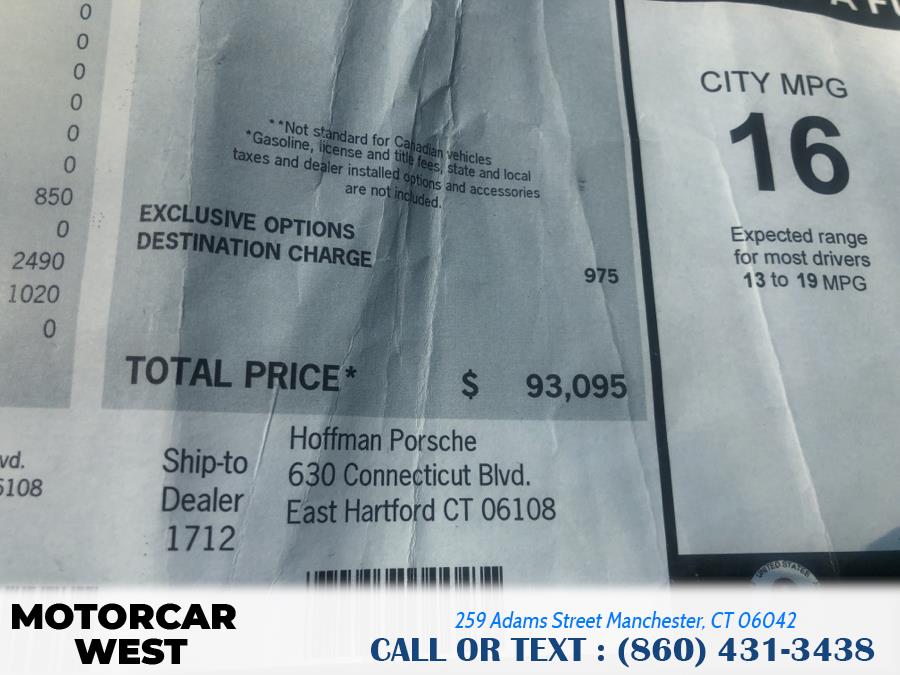 0
0
0
0
0
0
850
0
2490
1020
0
**Not standard for Canadian vehicles
*Gasoline, license and title fees, state and local
taxes and dealer installed options and accessories
are not included.
EXCLUSIVE OPTIONS
DESTINATION CHARGE
975
TOTAL PRICE* $ 93,095
vd.
6108
Ship-to
Dealer
1712
Hoffman Porsche
630 Connecticut Blvd.
East Hartford CT 06108
CITY MPG
16
Expected range
for most drivers
13 to 19 MPG
UNITED STATES
MOTORCAR
WEST
259 Adams Street Manchester, CT 06042
CALL OR TEXT : (860) 431-3438